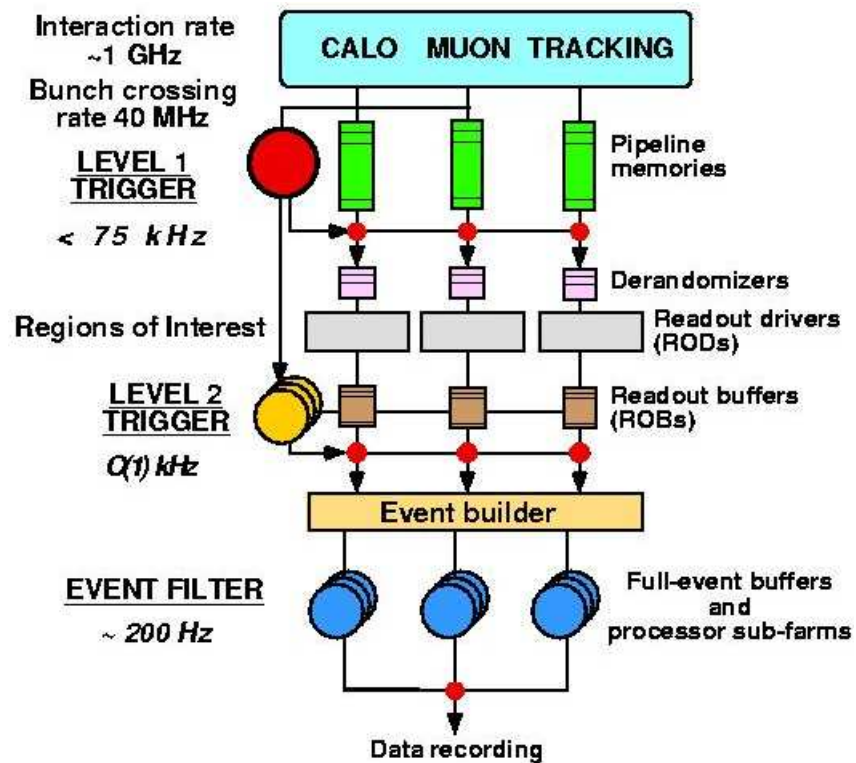 Interaction rate
~1 GHz
CALO MUON TRACKING
Bunch crossing
rate 40 MHz
LEVEL 1
TRIGGER
< 75 kHz
Pipeline
memories
Derandomizers
Regions of Interest
Readout drivers
(RODs)
LEVEL 2
TRIGGER
O(1) kHz
Readout buffers
(ROBs)
Event builder
EVENT FILTER
~ 200 Hz
Full-event buffers
and
processor sub-farms
Data recording